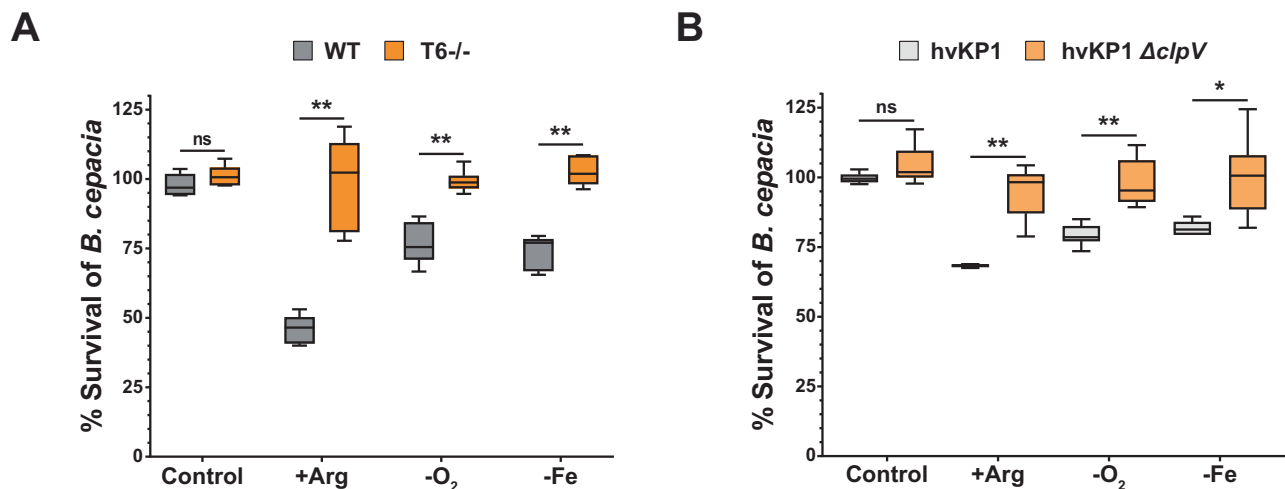 A
WT T6-/-
% Survival of B. cepacia
125
100
75
50
25
0
ns
**
**
**
Control +Arg -O₂ -Fe
B
hvKP1 hvKP1 ΔclpV
% Survival of B. cepacia
125
100
75
50
25
0
ns
**
**
*
Control +Arg -O₂ -Fe